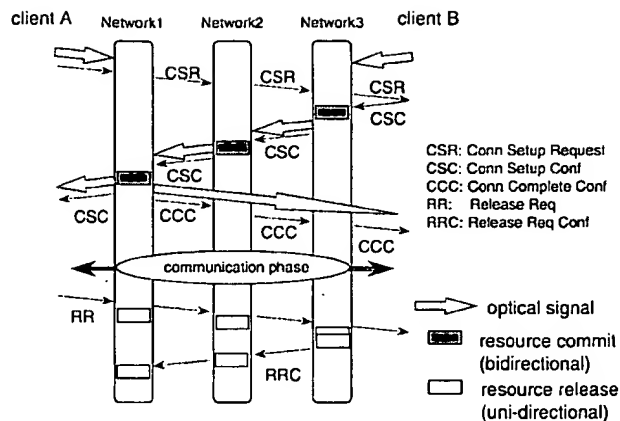 client A
Network1
Network2
Network3
client B
CSR
CSR
CSR
CSC
CSC
CSC
CSC
CCC
CCC
CCC
CSR: Conn Setup Request
CSC: Conn Setup Conf
CCC: Conn Complete Conf
RR: Release Req
RRC: Release Req Conf
communication phase
RR
RRC
optical signal
resource commit
(bidirectional)
resource release
(uni-directional)